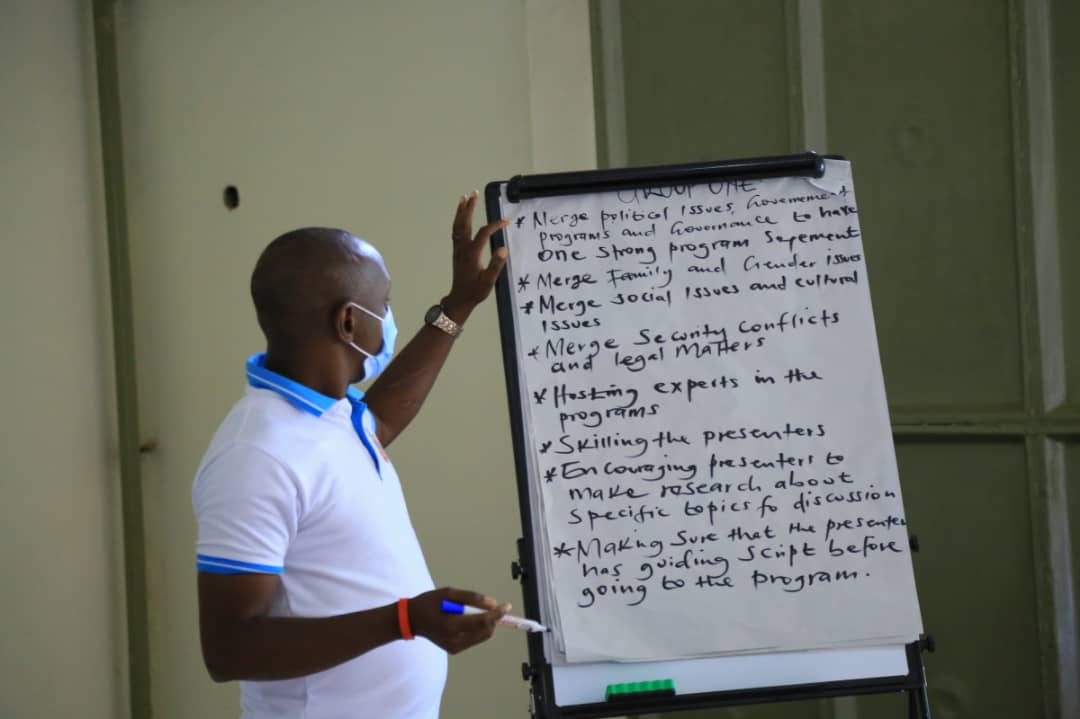 GROUP ONE
* Merge political issues, Governement
programs and Governance to have
one strong program Sepement
* Merge Family and Gender issues
* Merge social issues and cultural
issues
* Merge Security Conflicts
and legal Matters
* Hosting experts in the
programs
* Skilling the presenters
* Encouraging presenters to
make research about
specific topics fo discussion
* Making sure that the presenter
has guiding script before
going to the program.